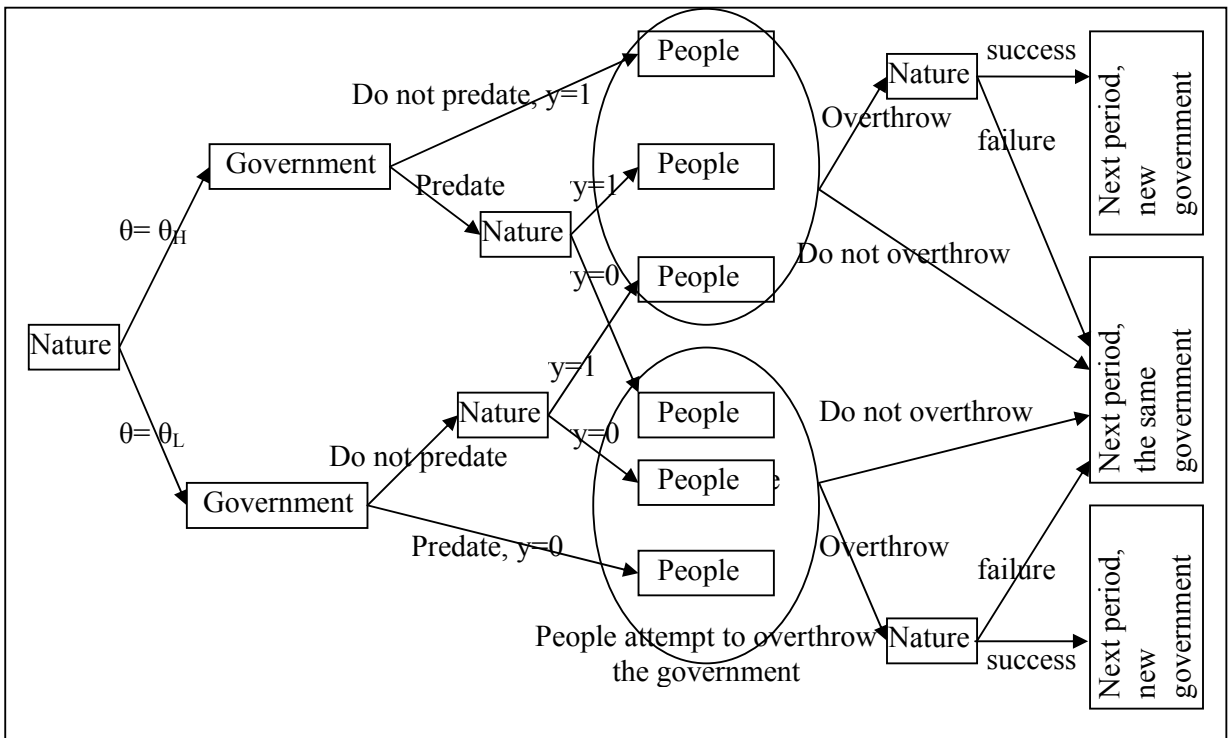 People
success
Nature
Do not predate, y=1
Overthrow
failure
Next period,
new
government
Government
People
Predate
y=1
Nature
θ= θH
Do not overthrow
People
y=0
Nature
Next period,
the same
government
y=1
Nature
People
Do not overthrow
θ= θL
y=0
Do not predate
People
e
Government
Predate, y=0
Overthrow
People
failure
Next period,
new
government
People attempt to overthrow
the government
Nature
success